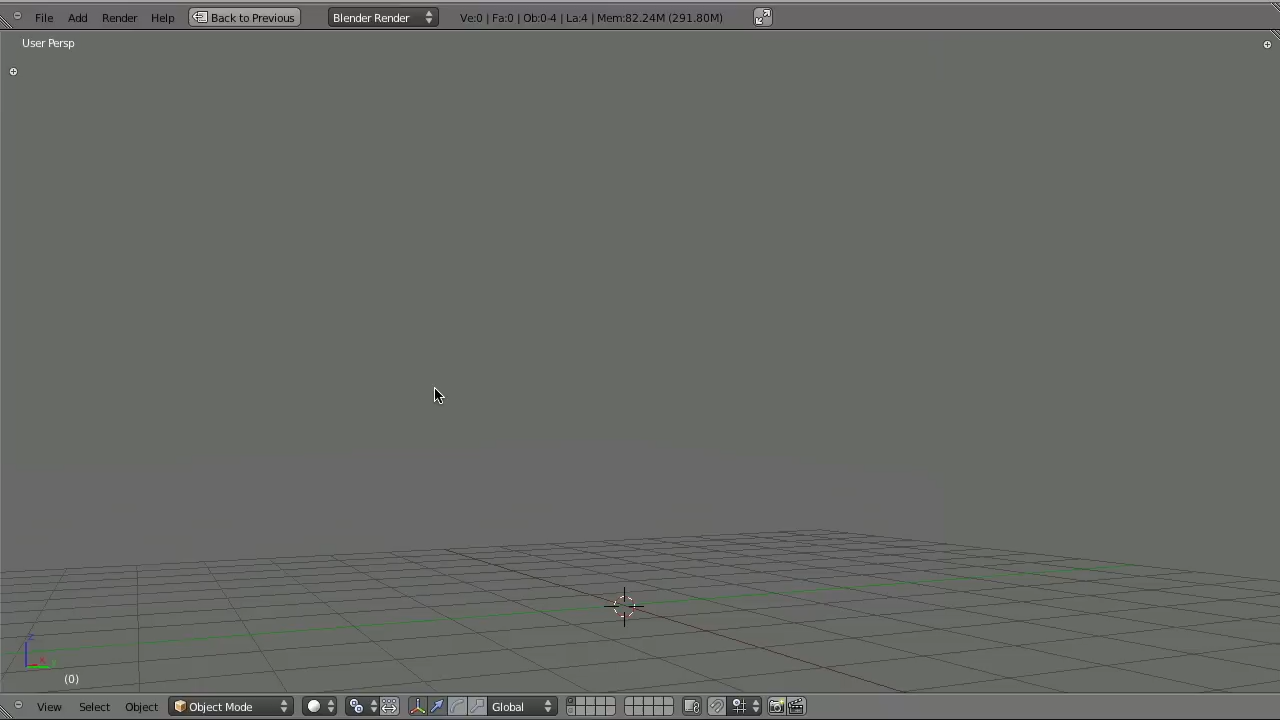 File Add Render Help Back to Previous Blender Render Ve:0 | Fa:0 | Ob:0-4 | La:4 | Mem:82.24M (291.80M)
User Persp
Z
(0)
View Select Object Object Mode Global